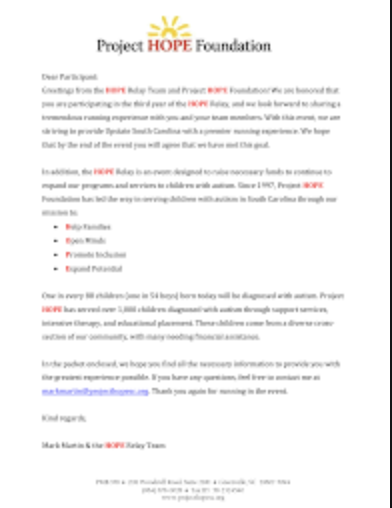 Project HOPE Foundation
Dear Participant:
Greetings from the HOPE Relay Team and Project HOPE Foundation! We are honored that
you are participating in the third year of the HOPE Relay, and we look forward to sharing a
tremendous running experience with you and your team members. With this event, we are
striving to provide Upstate South Carolina with a premier running experience. We hope
that by the end of the event you will agree that we have met this goal.
In addition, the HOPE Relay is an event designed to raise necessary funds to continue to
expand our programs and services to children with autism. Since 1997, Project HOPE
Foundation has led the way in serving children with autism in South Carolina through our
mission to:
• Help Families
• Open Minds
• Promote Inclusion
• Expand Potential
One in every 88 children (one in 54 boys) born today will be diagnosed with autism. Project
HOPE has served over 1,000 children diagnosed with autism through support services,
intensive therapy, and educational placement. These children come from a diverse cross-
section of our community, with many needing financial assistance.
In the packet enclosed, we hope you find all the necessary information to provide you with
the greatest experience possible. If you have any questions, feel free to contact me at
markmartin@projecthopesc.org. Thank you again for running in the event.
Kind regards,
Mark Martin & the HOPE Relay Team
www.projecthopesc.org